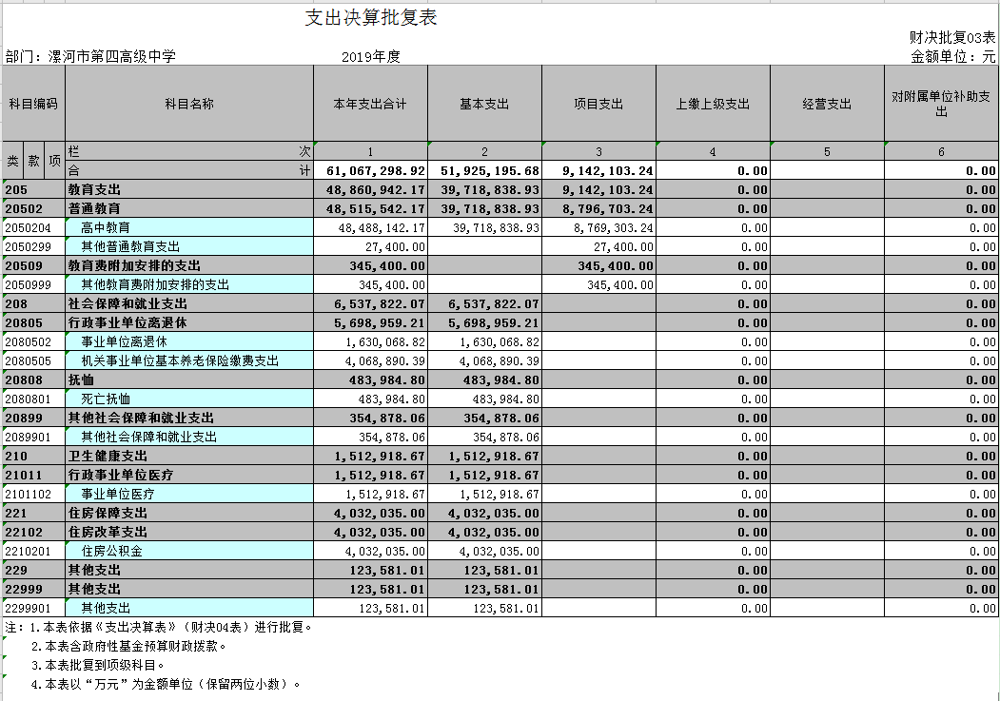 支出决算批复表
财决批复03表
部门：漯河市第四高级中学 2019年度 金额单位：元
科目编码 科目名称 本年支出合计 基本支出 项目支出 上缴上级支出 经营支出 对附属单位补助支出
类 款 项 栏 次 1 2 3 4 5 6
合 计 61,067,298.92 51,925,195.68 9,142,103.24 0.00 0.00
205 教育支出 48,860,942.17 39,718,838.93 9,142,103.24 0.00 0.00
20502 普通教育 48,515,542.17 39,718,838.93 8,796,703.24 0.00 0.00
2050204 高中教育 48,488,142.17 39,718,838.93 8,769,303.24 0.00 0.00
2050299 其他普通教育支出 27,400.00 27,400.00 0.00 0.00
20509 教育费附加安排的支出 345,400.00 345,400.00 0.00 0.00
2050999 其他教育费附加安排的支出 345,400.00 345,400.00 0.00 0.00
208 社会保障和就业支出 6,537,822.07 6,537,822.07 0.00 0.00
20805 行政事业单位离退休 5,698,959.21 5,698,959.21 0.00 0.00
2080502 事业单位离退休 1,630,068.82 1,630,068.82 0.00 0.00
2080505 机关事业单位基本养老保险缴费支出 4,068,890.39 4,068,890.39 0.00 0.00
20808 抚恤 483,984.80 483,984.80 0.00 0.00
2080801 死亡抚恤 483,984.80 483,984.80 0.00 0.00
20899 其他社会保障和就业支出 354,878.06 354,878.06 0.00 0.00
2089901 其他社会保障和就业支出 354,878.06 354,878.06 0.00 0.00
210 卫生健康支出 1,512,918.67 1,512,918.67 0.00 0.00
21011 行政事业单位医疗 1,512,918.67 1,512,918.67 0.00 0.00
2101102 事业单位医疗 1,512,918.67 1,512,918.67 0.00 0.00
221 住房保障支出 4,032,035.00 4,032,035.00 0.00 0.00
22102 住房改革支出 4,032,035.00 4,032,035.00 0.00 0.00
2210201 住房公积金 4,032,035.00 4,032,035.00 0.00 0.00
229 其他支出 123,581.01 123,581.01 0.00 0.00
22999 其他支出 123,581.01 123,581.01 0.00 0.00
2299901 其他支出 123,581.01 123,581.01 0.00 0.00
注：1.本表依据《支出决算表》（财决04表）进行批复。
2.本表含政府性基金预算财政拨款。
3.本表批复到项级科目。
4.本表以“万元”为金额单位（保留两位小数）。